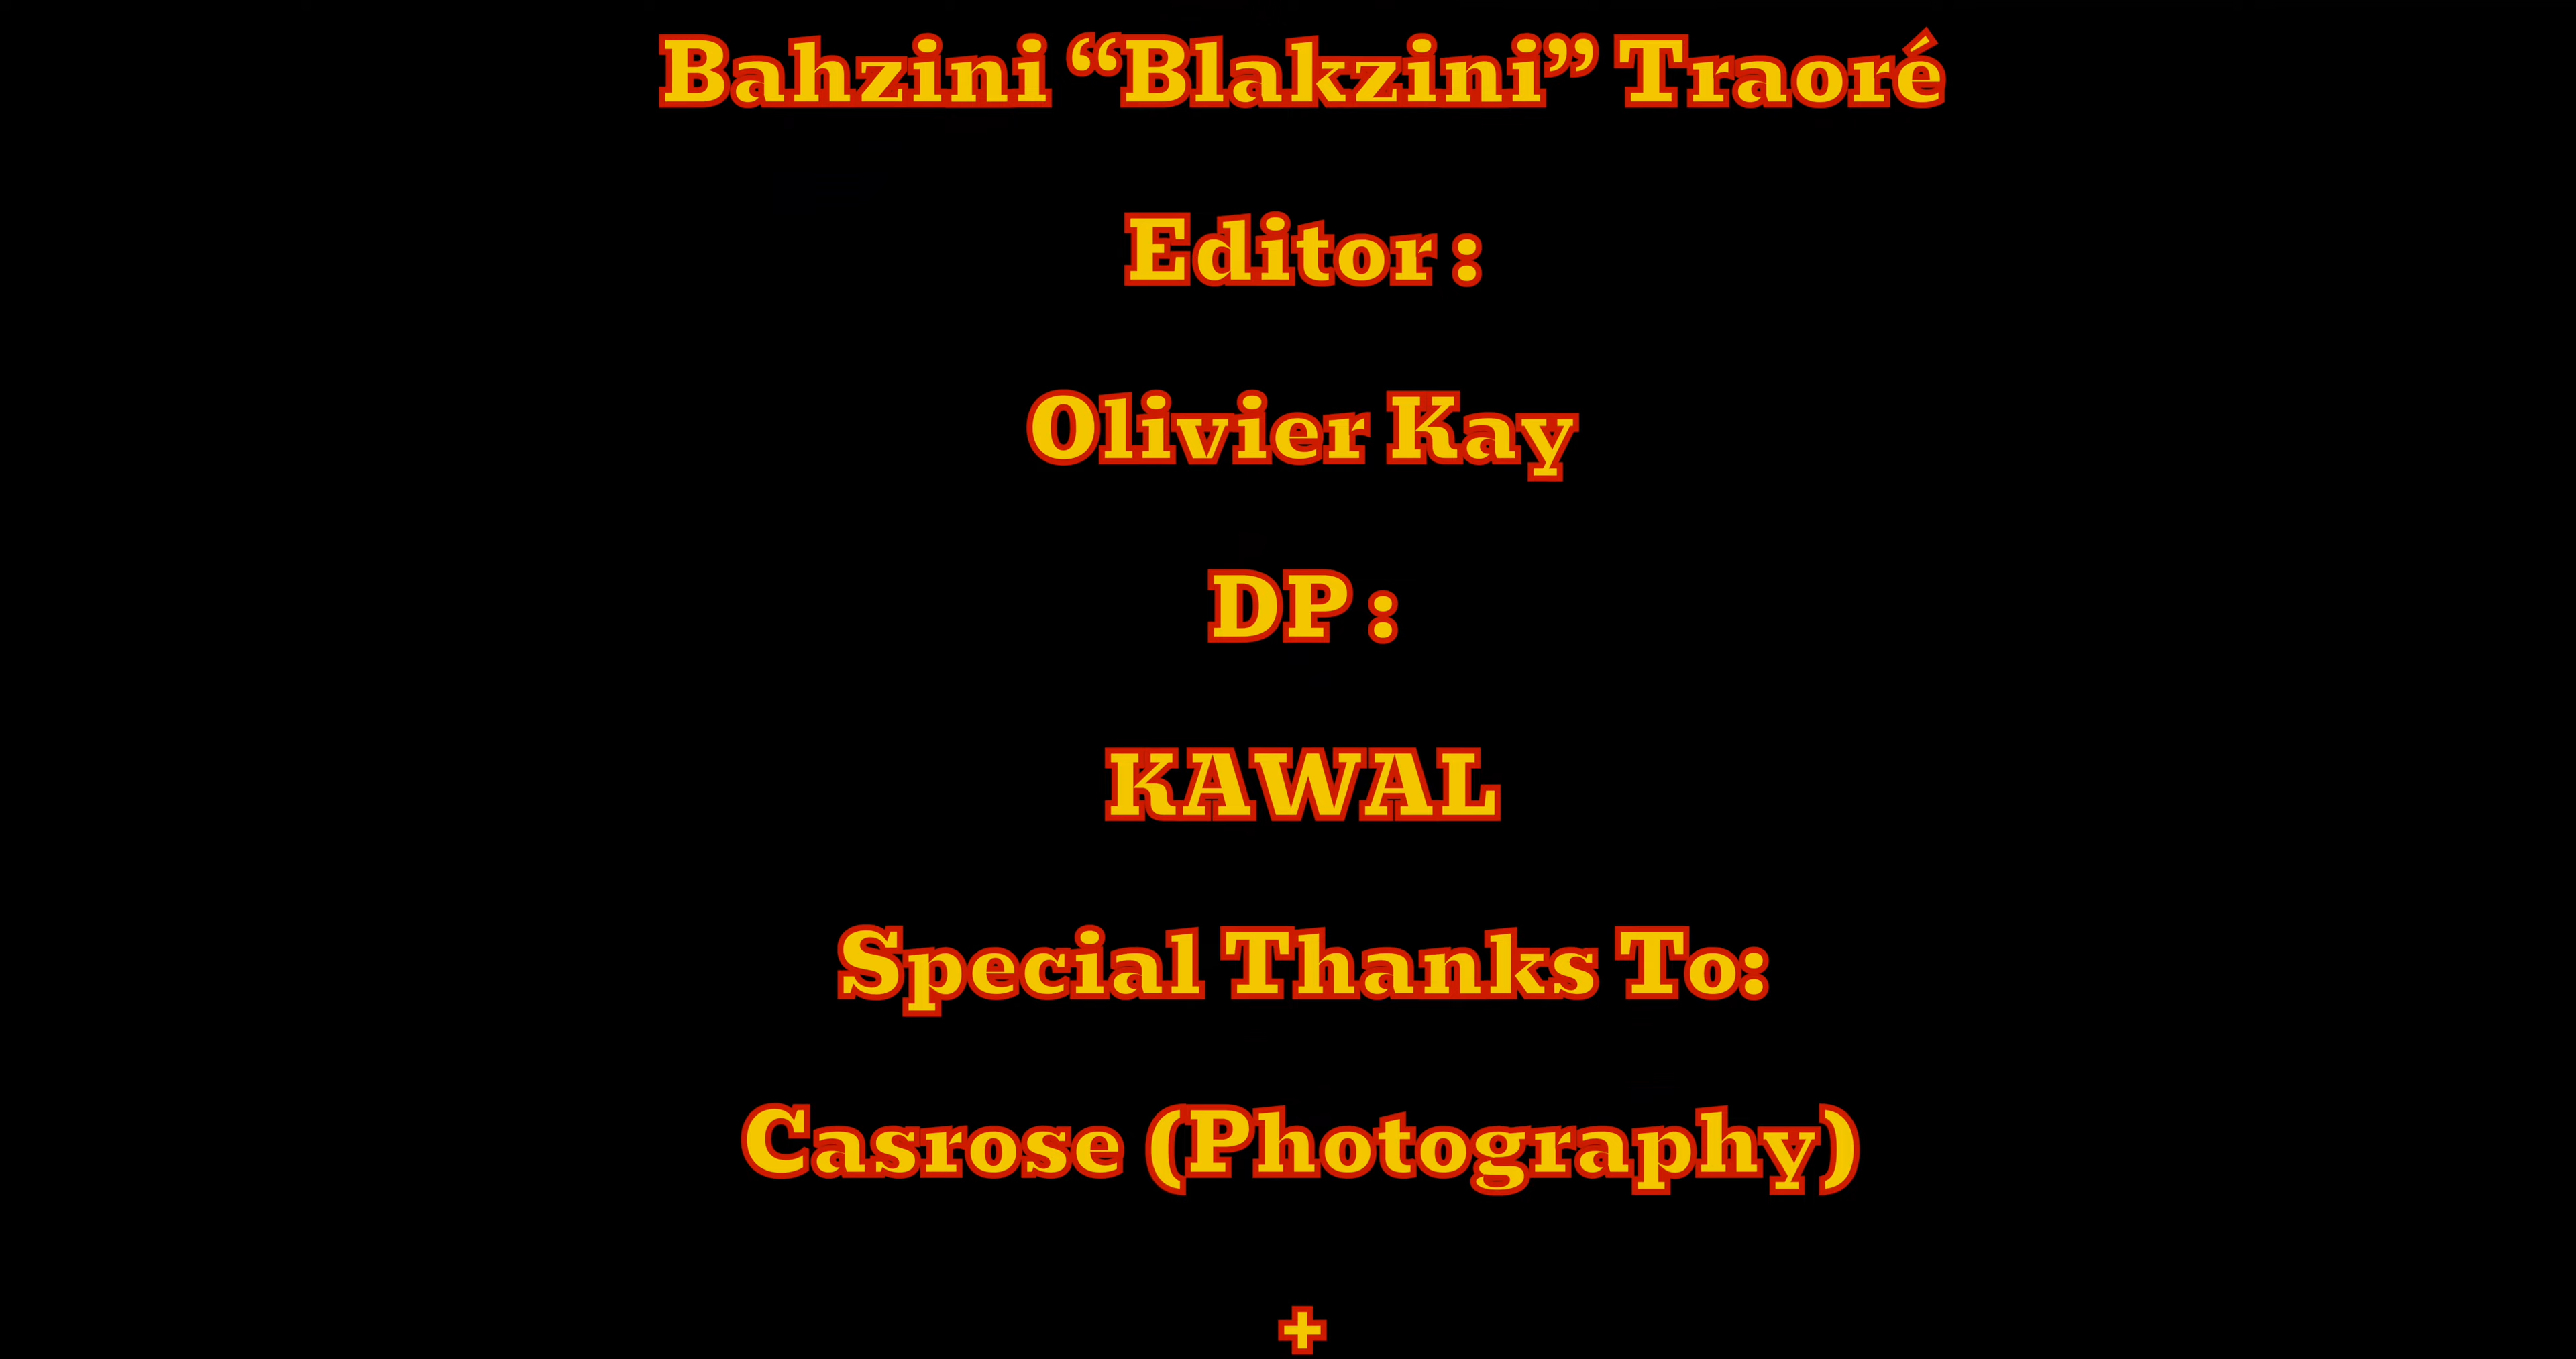 Bahzini “Blakzini” Traoré
Editor :
Olivier Kay
DP :
KAWAL
Special Thanks To:
Casrose (Photography)
+